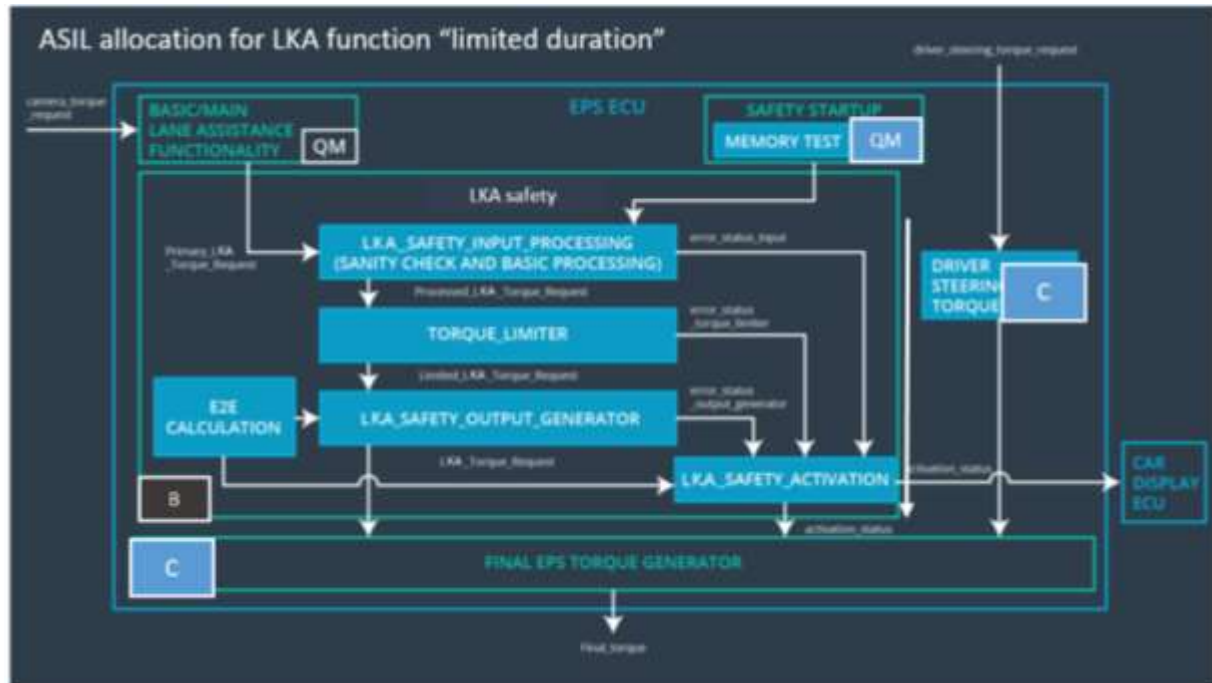 ASIL allocation for LKA function “limited duration”
driver_steering_torque_request
camera_torque
_request
BASIC/MAIN
LANE ASSISTANCE
FUNCTIONALITY
QM
EPS ECU
SAFETY STARTUP
MEMORY TEST
QM
LKA safety
Primary_LKA
_Torque_Request
LKA_SAFETY_INPUT_PROCESSING
(SANITY CHECK AND BASIC PROCESSING)
error_status_input
DRIVER
STEERING
TORQUE
C
Processed_LKA_Torque_Request
TORQUE_LIMITER
error_status
_torque_limiter
Limited_LKA_Torque_Request
E2E
CALCULATION
LKA_SAFETY_OUTPUT_GENERATOR
error_status
_output_generator
LKA_Torque_Request
LKA_SAFETY_ACTIVATION
activation_status
CAR
DISPLAY
ECU
B
activation_status
C
FINAL EPS TORQUE GENERATOR
Final_torque